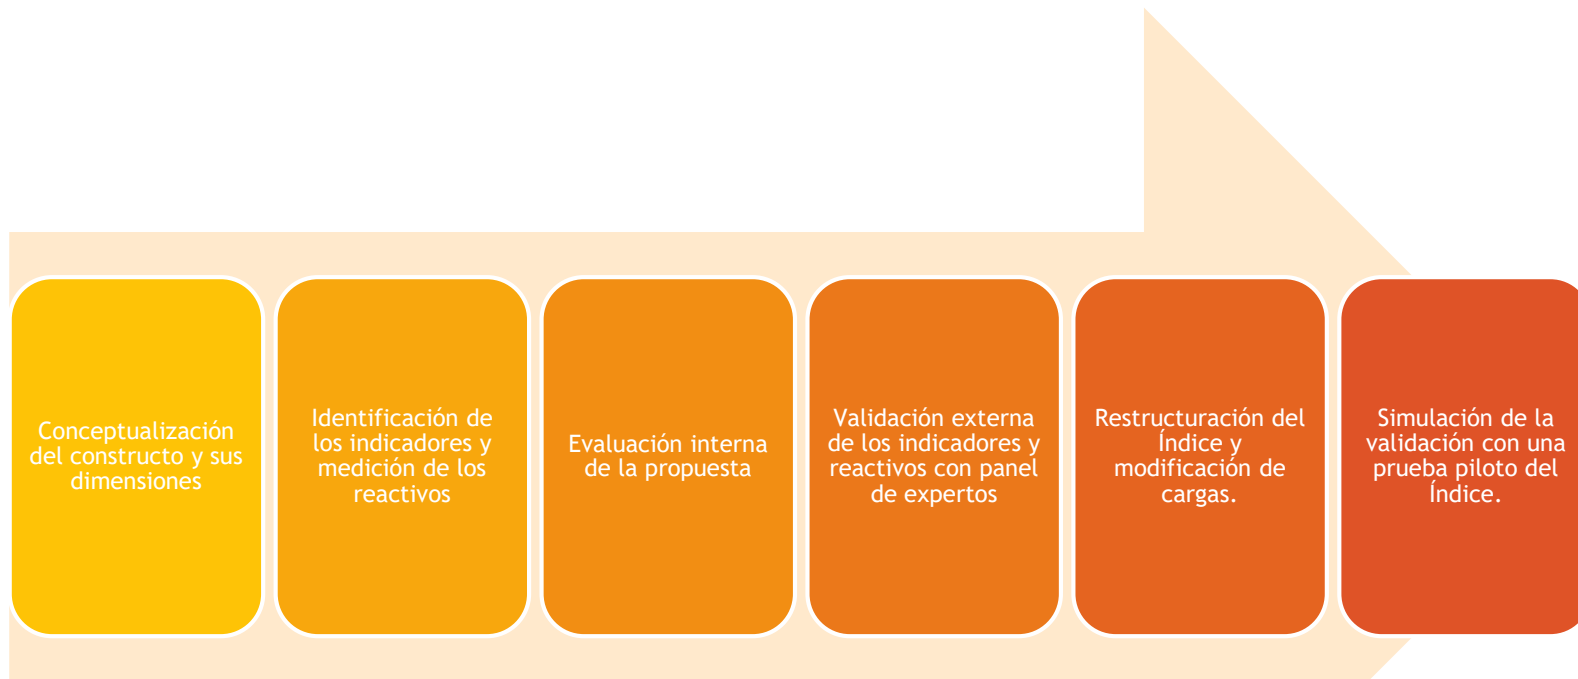 Conceptualización
del constructo y sus
dimensiones
Identificación de
los indicadores y
medición de los
reactivos
Evaluación interna
de la propuesta
Validación externa
de los indicadores y
reactivos con panel
de expertos
Restructuración del
Índice y
modificación de
cargas.
Simulación de la
validación con una
prueba piloto del
Índice.